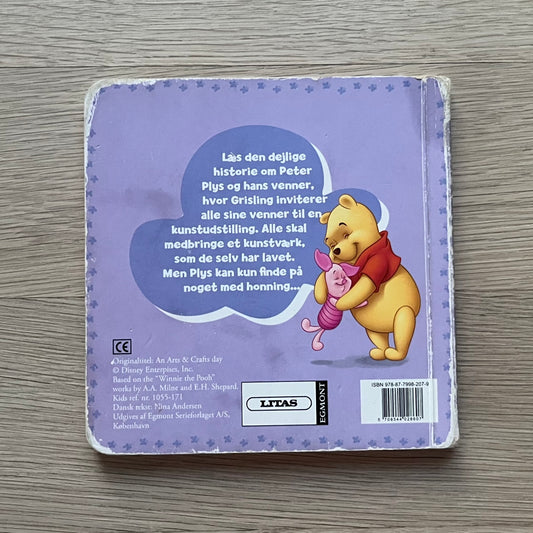 Læs den dejlige
historie om Peter
Plys og hans venner,
hvor Grisling inviterer
alle sine venner til en
kunstudstilling. Alle skal
medbringe et kunstværk,
som de selv har lavet.
Men Plys kan kun finde på
noget med honning...
CE
Originaltitel: An Arts & Crafts day
© Disney Enterprises, Inc.
Based on the "Winnie the Pooh"
works by A.A. Milne and E.H. Shepard.
Kids ref. nr. 1055-171
Dansk tekst: Nina Andersen
Udgives af Egmont Serieforlaget A/S,
København
LITAS
EGMONT
ISBN 978-87-7998-207-9
5 708544 028607